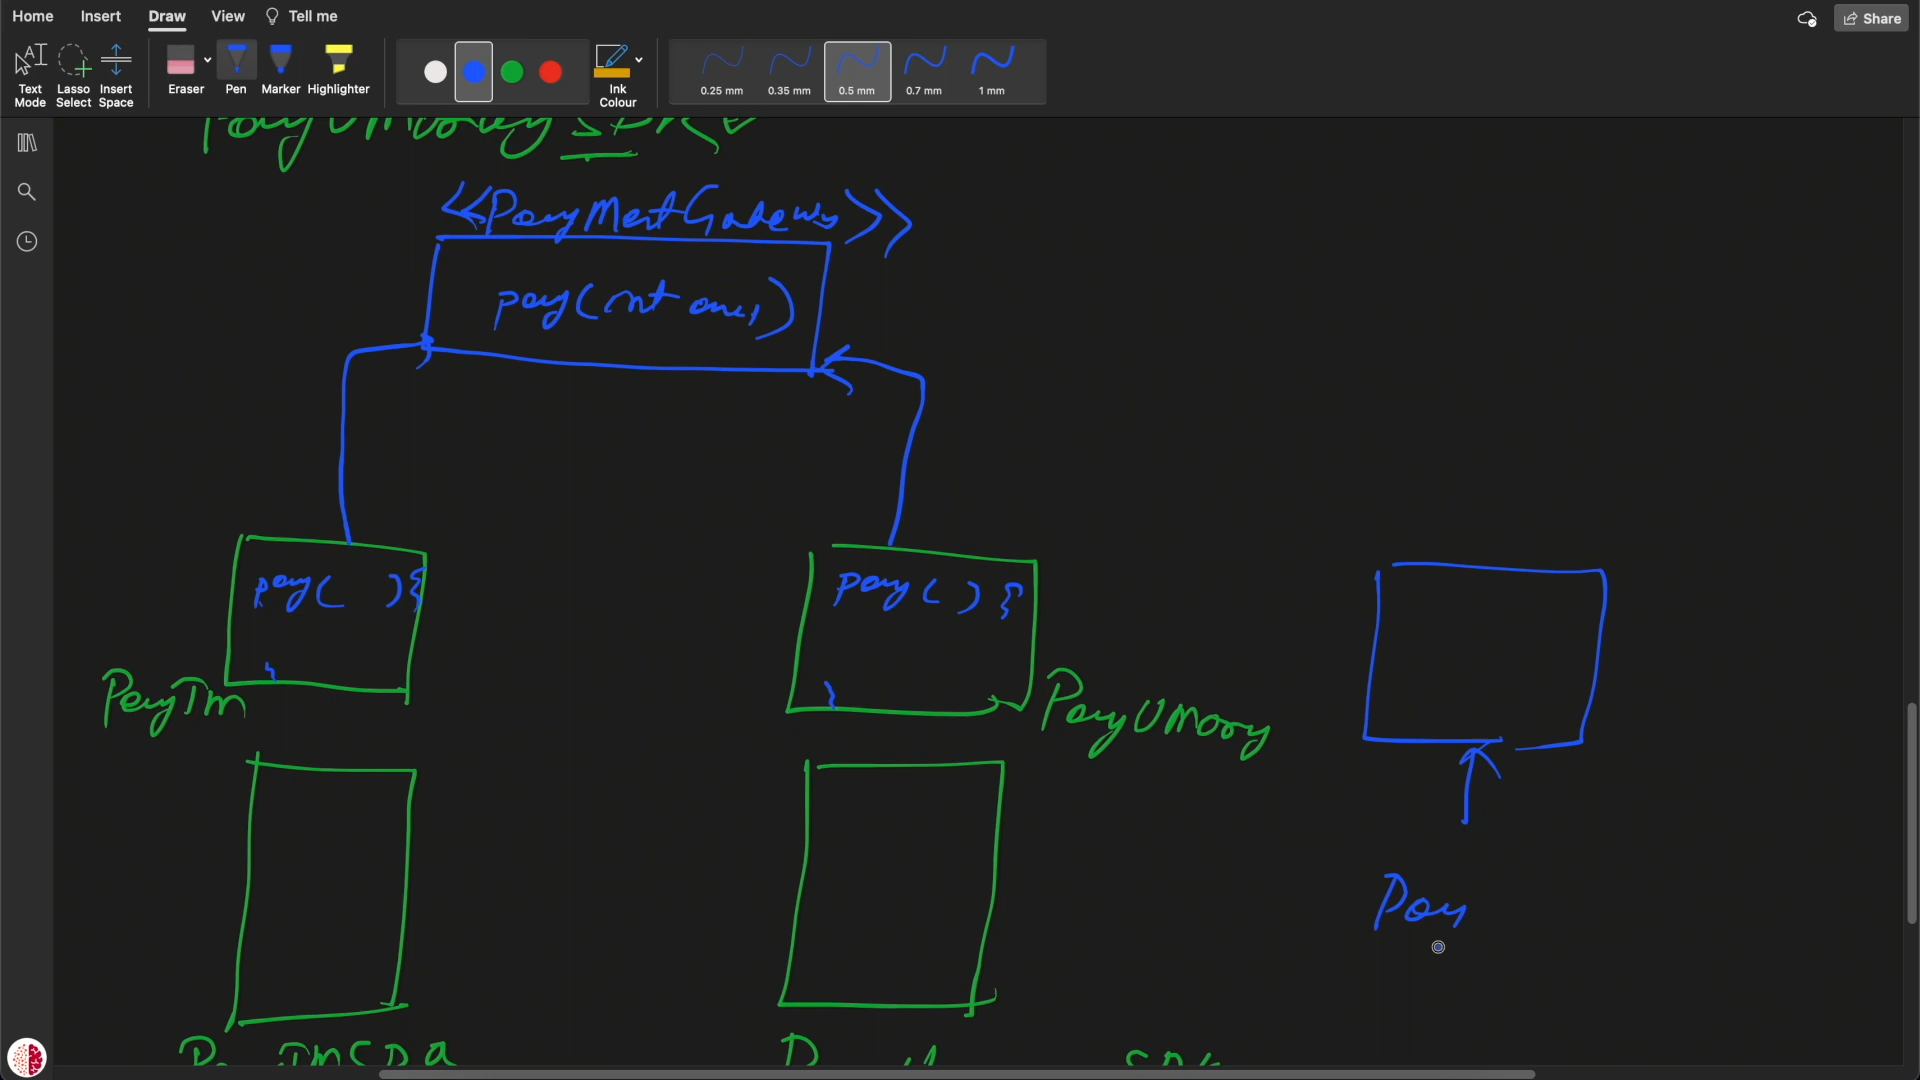 Home Insert Draw View Tell me
Share
Text Mode
Lasso Select
Insert Space
Eraser
Pen
Marker
Highlighter
Ink Colour
0.25 mm
0.35 mm
0.5 mm
0.7 mm
1 mm
PayUMoney SDK
<<PaymentGateway>>
pay(int amt)
pay( ){
}
PayTm
pay( ){
}
PayUMoney
Pay